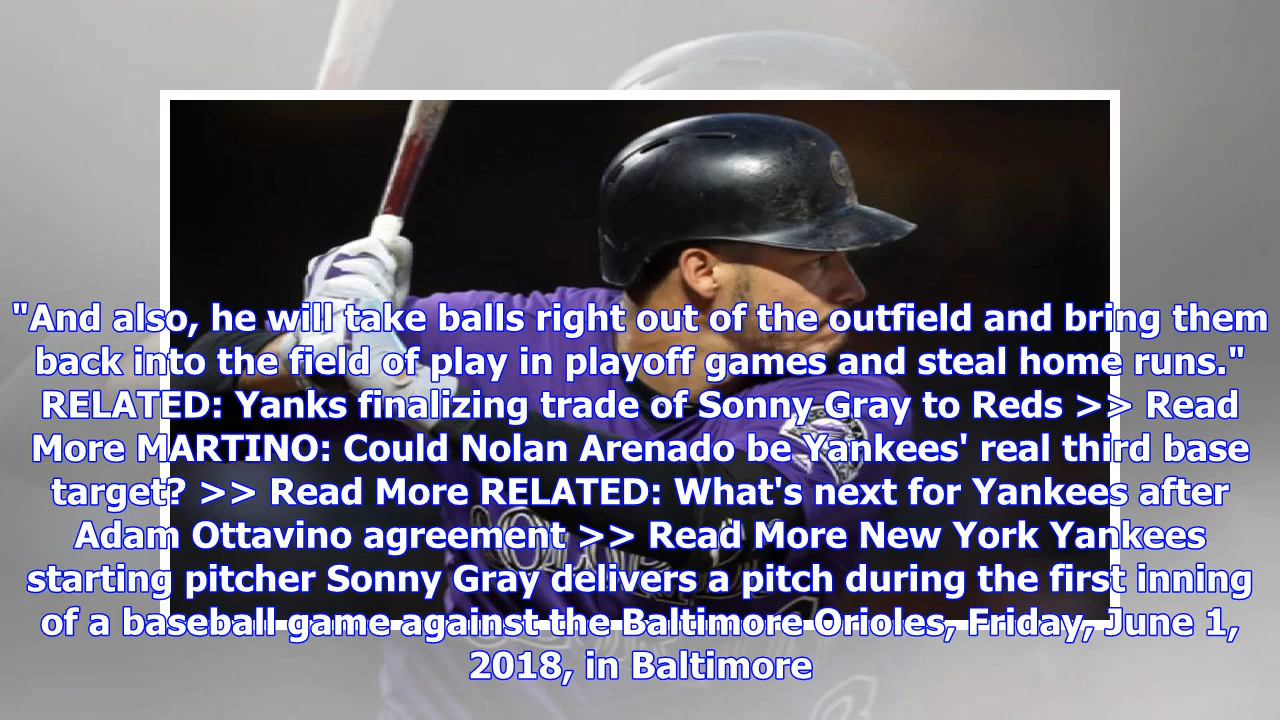 "And also, he will take balls right out of the outfield and bring them
back into the field of play in playoff games and steal home runs."
RELATED: Yanks finalizing trade of Sonny Gray to Reds >> Read
More MARTINO: Could Nolan Arenado be Yankees' real third base
target? >> Read More RELATED: What's next for Yankees after
Adam Ottavino agreement >> Read More New York Yankees
starting pitcher Sonny Gray delivers a pitch during the first inning
of a baseball game against the Baltimore Orioles, Friday, June 1,
2018, in Baltimore